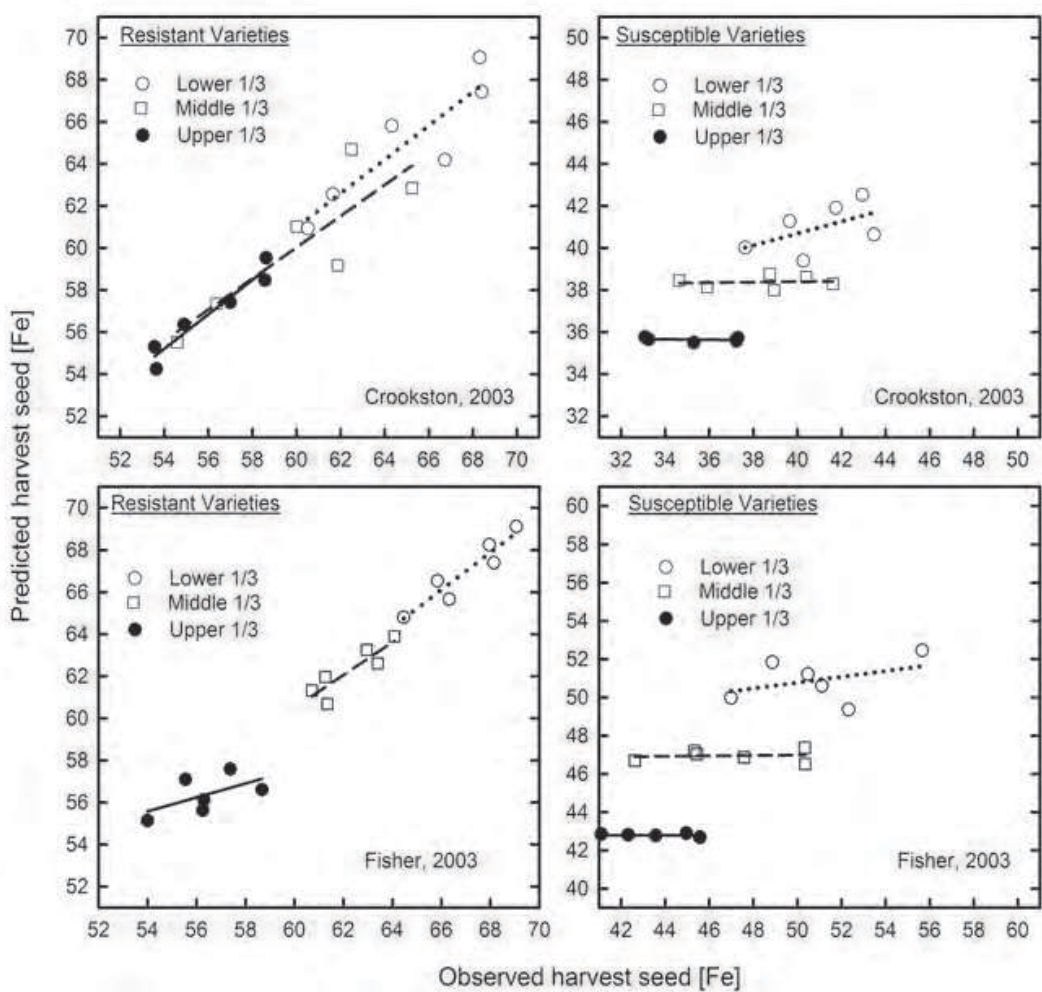 Predicted harvest seed [Fe]
Resistant Varieties
Lower 1/3
Middle 1/3
Upper 1/3
Crookston, 2003
70
68
66
64
62
60
58
56
54
52
52 54 56 58 60 62 64 66 68 70
Susceptible Varieties
Lower 1/3
Middle 1/3
Upper 1/3
Crookston, 2003
50
48
46
44
42
40
38
36
34
32
32 34 36 38 40 42 44 46 48 50
Resistant Varieties
Lower 1/3
Middle 1/3
Upper 1/3
Fisher, 2003
70
68
66
64
62
60
58
56
54
52
52 54 56 58 60 62 64 66 68 70
Susceptible Varieties
Lower 1/3
Middle 1/3
Upper 1/3
Fisher, 2003
60
58
56
54
52
50
48
46
44
42
39
42 44 46 48 50 52 54 56 58 60
Observed harvest seed [Fe]